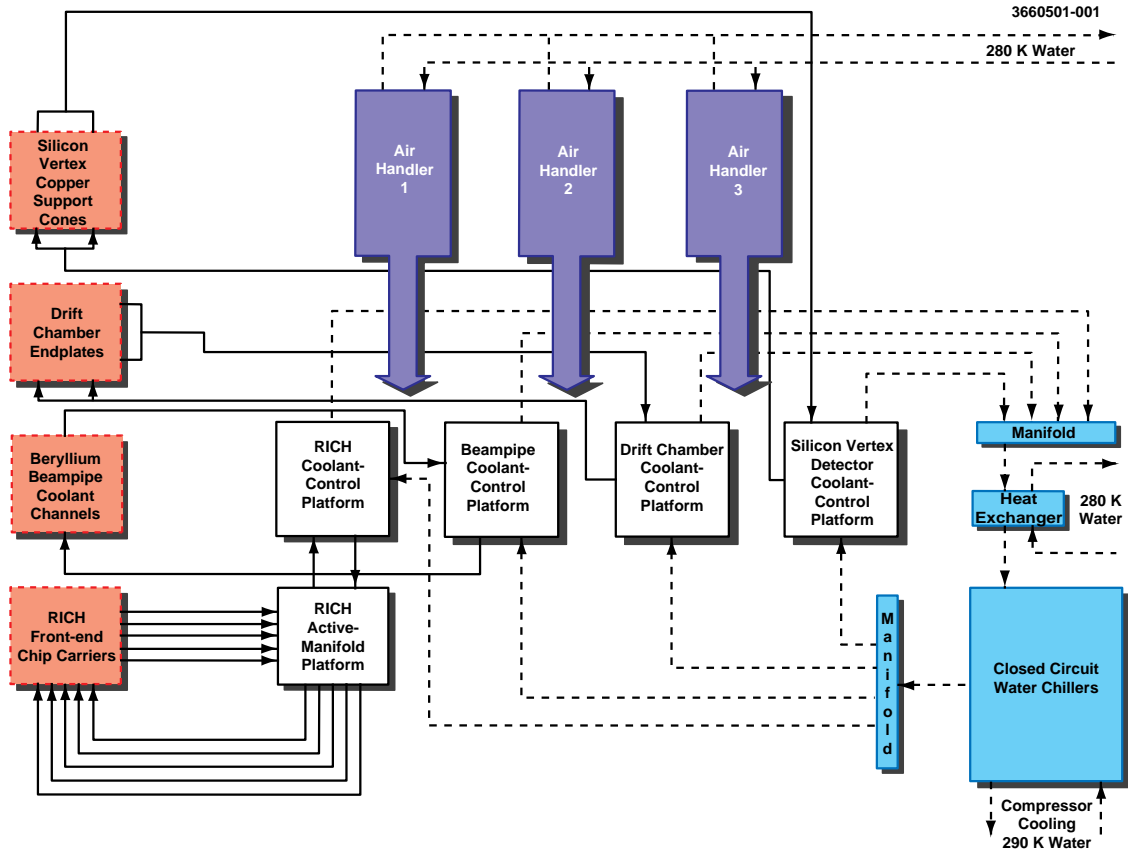 3660501-001
280 K Water
Air
Handler
1
Air
Handler
2
Air
Handler
3
Silicon
Vertex
Copper
Support
Cones
Drift
Chamber
Endplates
Beryllium
Beampipe
Coolant
Channels
RICH
Coolant-
Control
Platform
Beampipe
Coolant-
Control
Platform
Drift Chamber
Coolant-
Control
Platform
Silicon Vertex
Detector
Coolant-
Control
Platform
Manifold
Heat
Exchanger
280 K
Water
RICH
Front-end
Chip Carriers
RICH
Active-
Manifold
Platform
M
a
n
i
f
o
l
d
Closed Circuit
Water Chillers
Compressor
Cooling
290 K Water